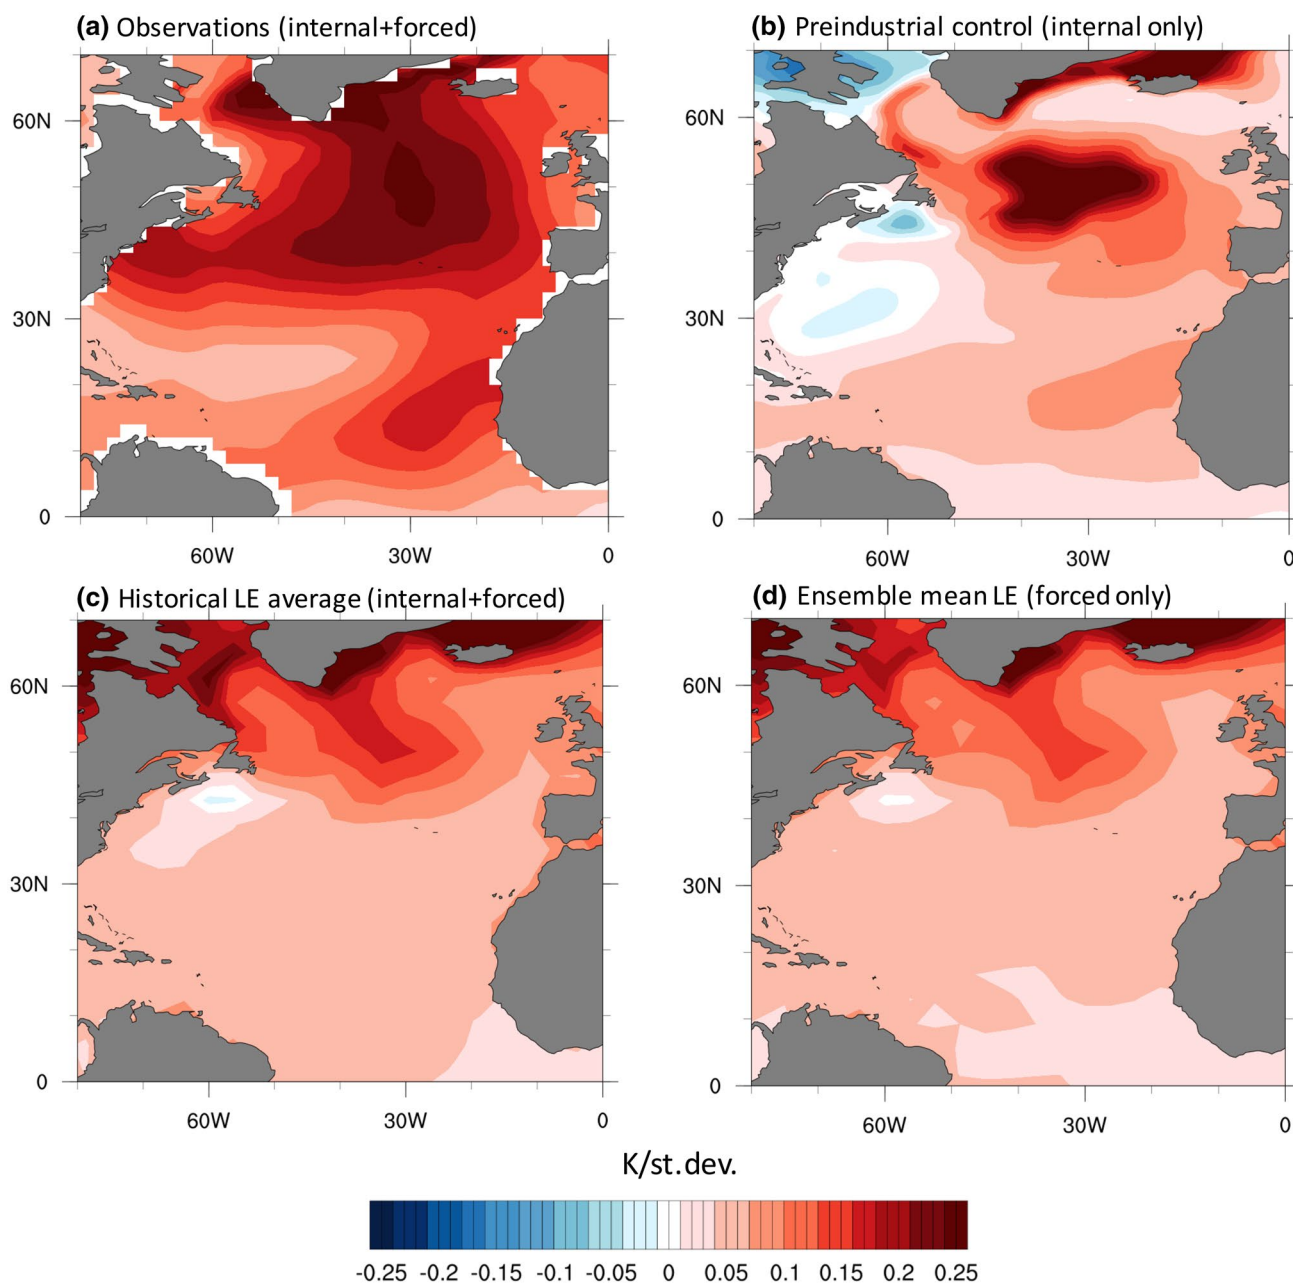 (a) Observations (internal+forced)
(b) Preindustrial control (internal only)
60N
30N
0
60W
30W
0
60N
30N
0
60W
30W
0
(c) Historical LE average (internal+forced)
(d) Ensemble mean LE (forced only)
60N
30N
0
60W
30W
0
60N
30N
0
60W
30W
0
K/st.dev.
-0.25 -0.2 -0.15 -0.1 -0.05 0 0.05 0.1 0.15 0.2 0.25